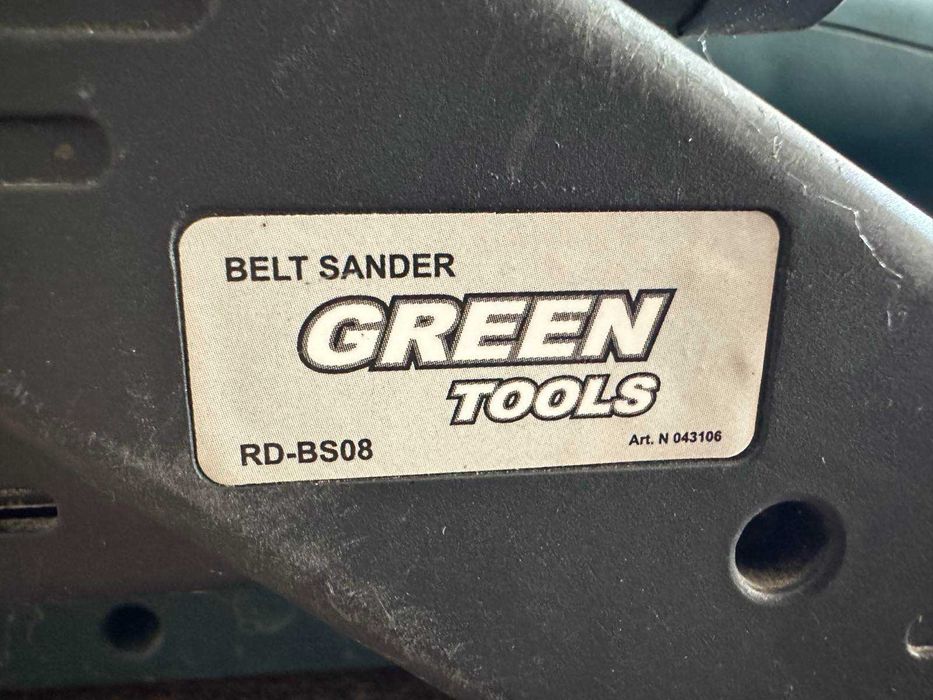 BELT SANDER
GREEN
TOOLS
RD-BS08
Art. N 043106